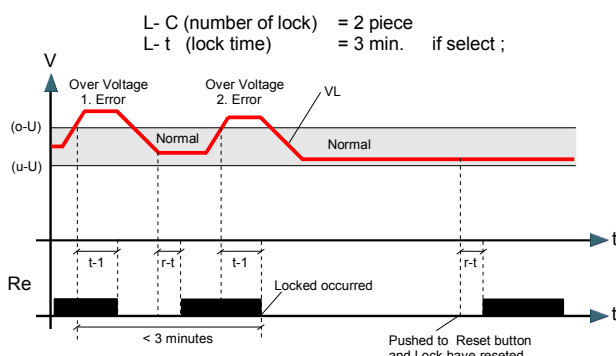 L- C (number of lock) = 2 piece
L- t (lock time) = 3 min. if select ;
V
Over Voltage
1. Error
Over Voltage
2. Error
VL
(o-U)
Normal
Normal
(u-U)
t
t-1
r-t
t-1
r-t
Re
Locked occurred
t
< 3 minutes
Pushed to Reset button
and Lock have reseted